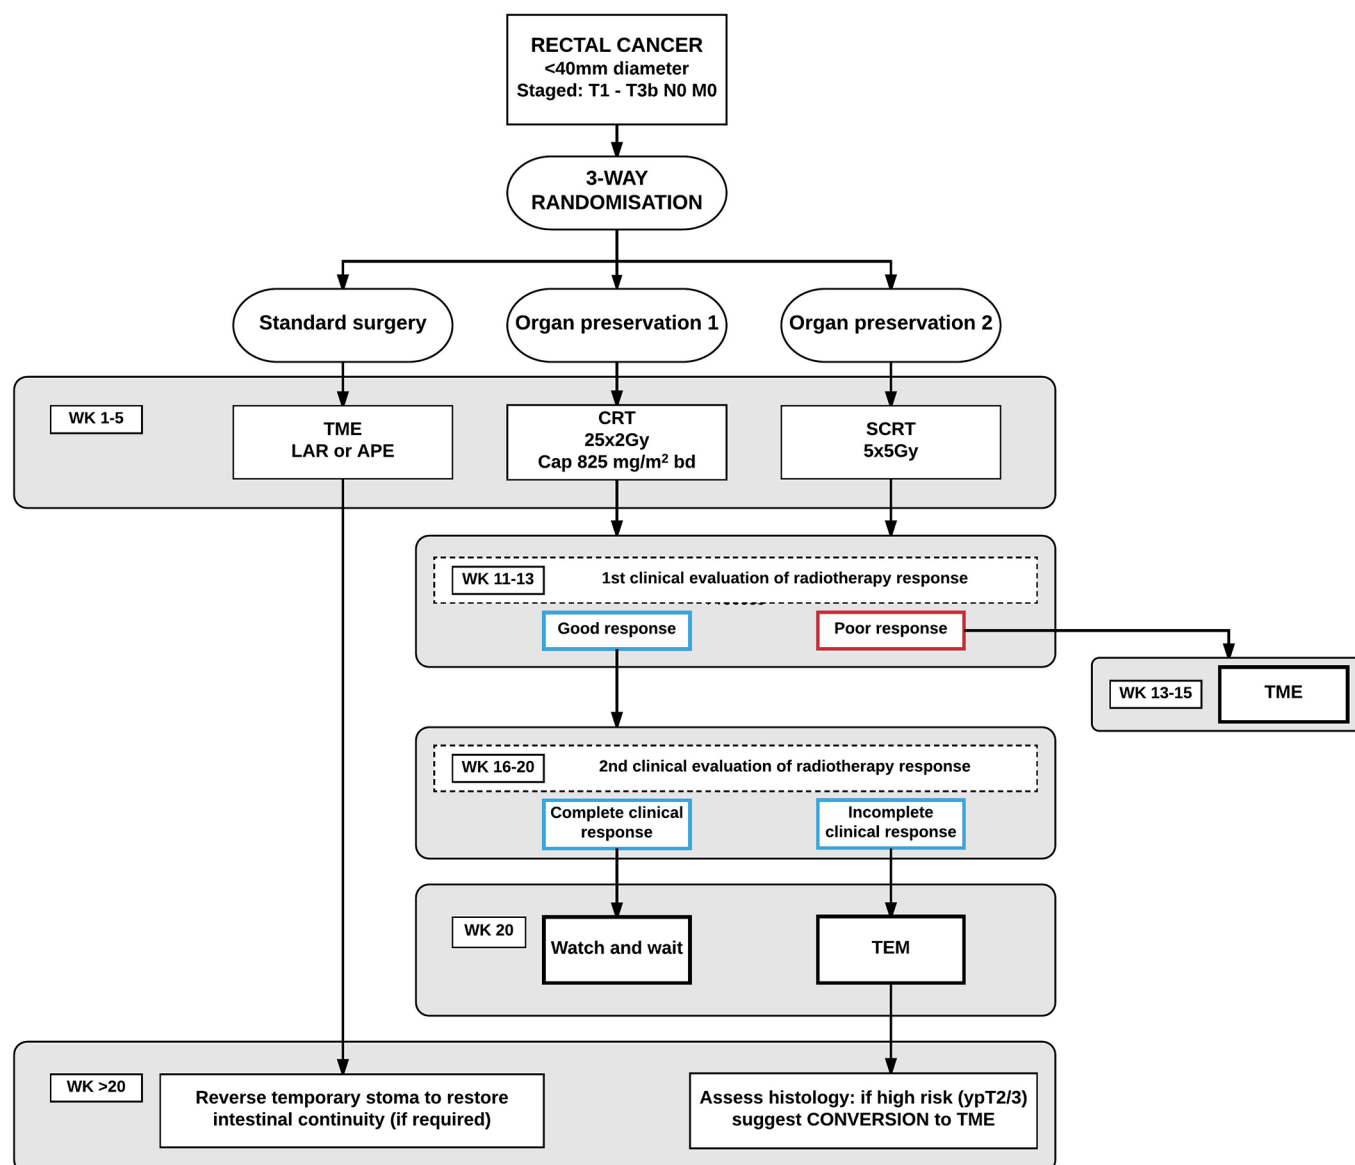 RECTAL CANCER
<40mm diameter
Staged: T1 - T3b N0 M0
3-WAY
RANDOMISATION
Standard surgery
Organ preservation 1
Organ preservation 2
WK 1-5
TME
LAR or APE
CRT
25x2Gy
Cap 825 mg/m² bd
SCRT
5x5Gy
WK 11-13
1st clinical evaluation of radiotherapy response
Good response
Poor response
WK 13-15
TME
WK 16-20
2nd clinical evaluation of radiotherapy response
Complete clinical
response
Incomplete
clinical response
WK 20
Watch and wait
TEM
WK >20
Reverse temporary stoma to restore
intestinal continuity (if required)
Assess histology: if high risk (ypT2/3)
suggest CONVERSION to TME